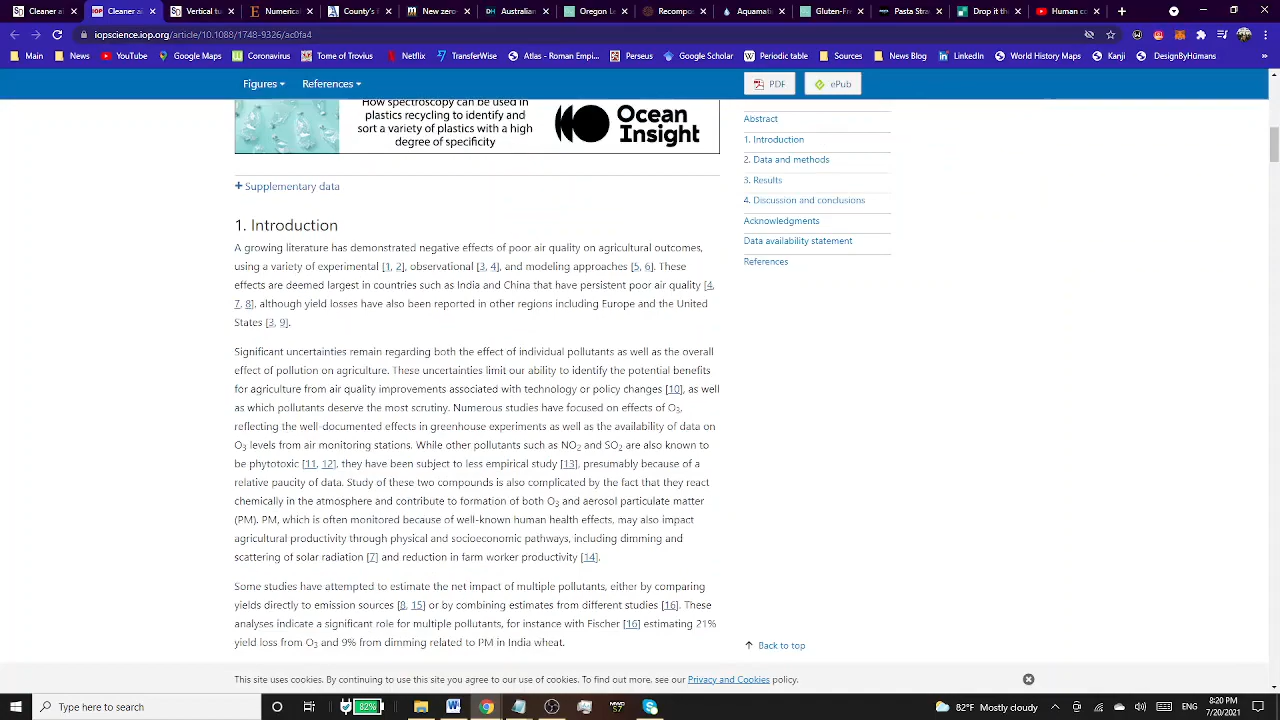 Cleaner a
Cleaner ai
Vertical tu
Numerical
County's
New zero
Australian
Oregon L
Recompo
Aquamati
Gluten-Fr
Pasta Stra
Drop it the
Human co
iopscience.iop.org/article/10.1088/1748-9326/ac0fa4
Main
News
YouTube
Google Maps
Coronavirus
Tome of Trovius
Netflix
TransferWise
Atlas - Roman Empi...
Perseus
Google Scholar
Periodic table
Sources
News Blog
LinkedIn
World History Maps
Kanji
DesignByHumans
»
Figures
References
PDF
ePub
How spectroscopy can be used in
plastics recycling to identify and
sort a variety of plastics with a high
degree of specificity
Ocean
Insight
+ Supplementary data
1. Introduction
A growing literature has demonstrated negative effects of poor air quality on agricultural outcomes,
using a variety of experimental [1, 2], observational [3, 4], and modeling approaches [5, 6]. These
effects are deemed largest in countries such as India and China that have persistent poor air quality [4,
7, 8], although yield losses have also been reported in other regions including Europe and the United
States [3, 9].
Significant uncertainties remain regarding both the effect of individual pollutants as well as the overall
effect of pollution on agriculture. These uncertainties limit our ability to identify the potential benefits
for agriculture from air quality improvements associated with technology or policy changes [10], as well
as which pollutants deserve the most scrutiny. Numerous studies have focused on effects of O3,
reflecting the well-documented effects in greenhouse experiments as well as the availability of data on
O3 levels from air monitoring stations. While other pollutants such as NO2 and SO2 are also known to
be phytotoxic [11, 12], they have been subject to less empirical study [13], presumably because of a
relative paucity of data. Study of these two compounds is also complicated by the fact that they react
chemically in the atmosphere and contribute to formation of both O3 and aerosol particulate matter
(PM). PM, which is often monitored because of well-known human health effects, may also impact
agricultural productivity through physical and socioeconomic pathways, including dimming and
scattering of solar radiation [7] and reduction in farm worker productivity [14].
Some studies have attempted to estimate the net impact of multiple pollutants, either by comparing
yields directly to emission sources [8, 15] or by combining estimates from different studies [16]. These
analyses indicate a significant role for multiple pollutants, for instance with Fischer [16] estimating 21%
yield loss from O3 and 9% from dimming related to PM in India wheat.
Abstract
1. Introduction
2. Data and methods
3. Results
4. Discussion and conclusions
Acknowledgments
Data availability statement
References
Back to top
This site uses cookies. By continuing to use this site you agree to our use of cookies. To find out more, see our Privacy and Cookies policy.
Type here to search
82%
82°F Mostly cloudy
ENG
8:20 PM
7/20/2021